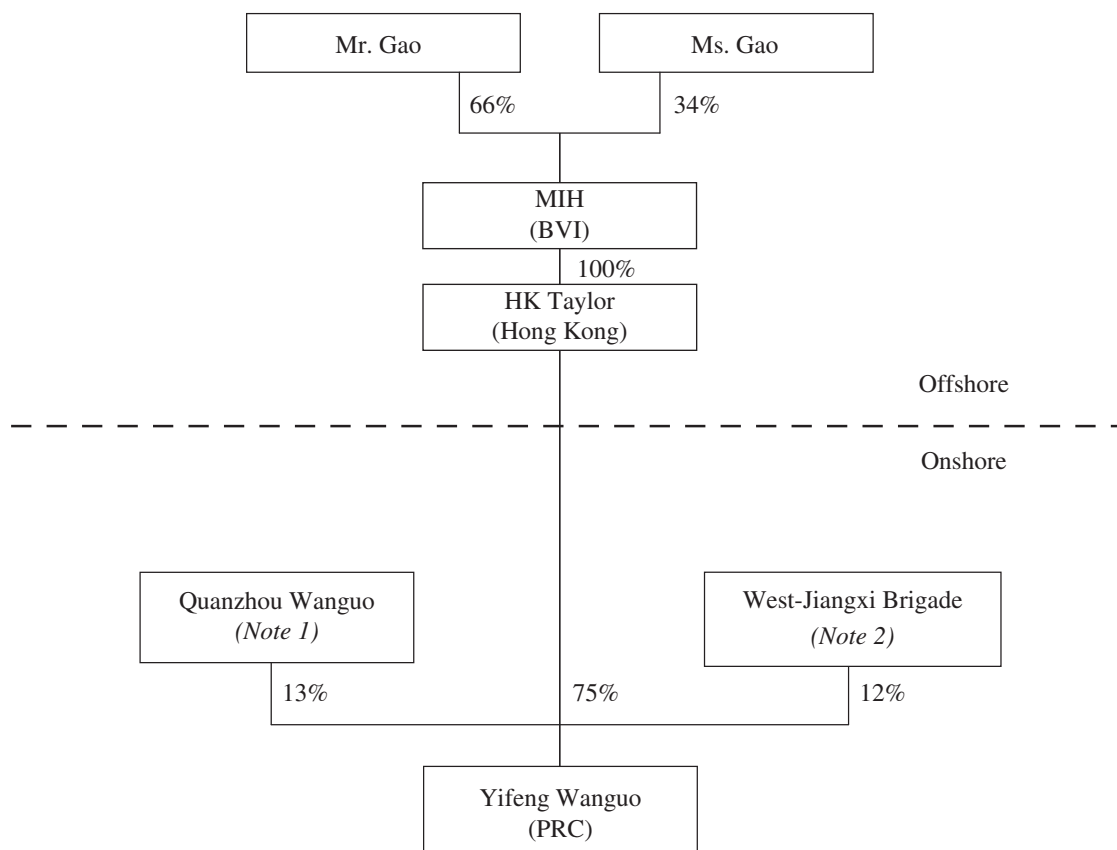 Mr. Gao
Ms. Gao
66%
34%
MIH
(BVI)
100%
HK Taylor
(Hong Kong)
Offshore
Onshore
Quanzhou Wanguo
(Note 1)
West-Jiangxi Brigade
(Note 2)
13%
75%
12%
Yifeng Wanguo
(PRC)